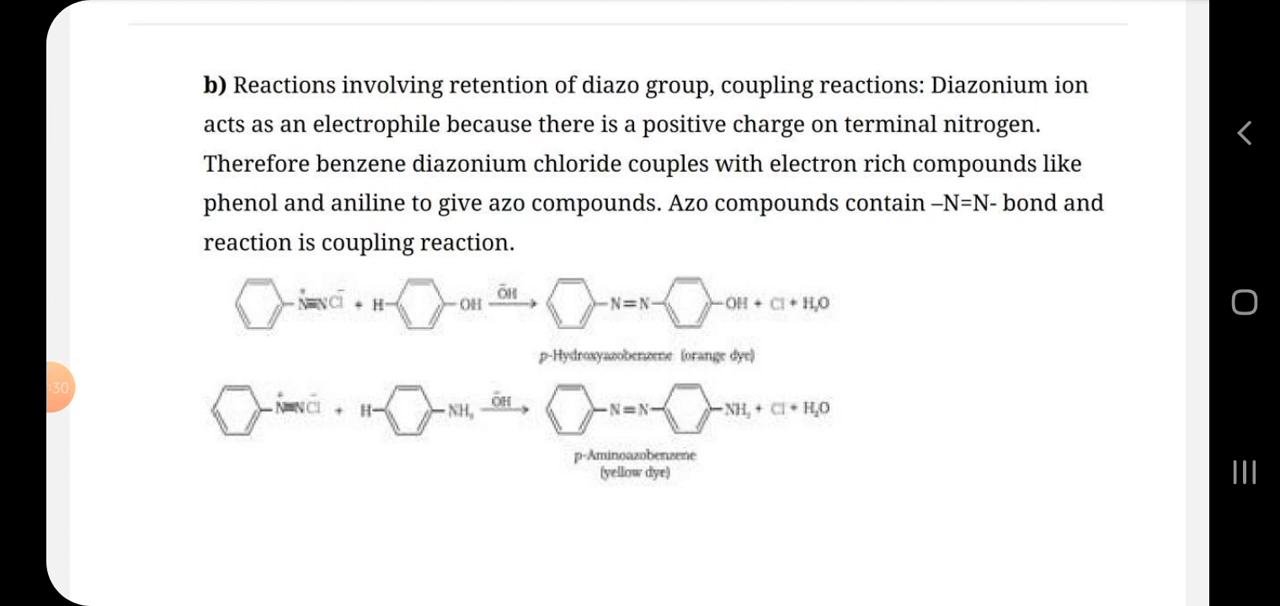 b) Reactions involving retention of diazo group, coupling reactions: Diazonium ion
acts as an electrophile because there is a positive charge on terminal nitrogen.
Therefore benzene diazonium chloride couples with electron rich compounds like
phenol and aniline to give azo compounds. Azo compounds contain –N=N- bond and
reaction is coupling reaction.
N≡NCl + H- -OH OH -N=N- -OH + Cl + H₂O
p-Hydroxyazobenzene (orange dye)
:30
N≡NCl + H- -NH₂ OH -N=N- -NH₂ + Cl + H₂O
p-Aminoazobenzene
(yellow dye)